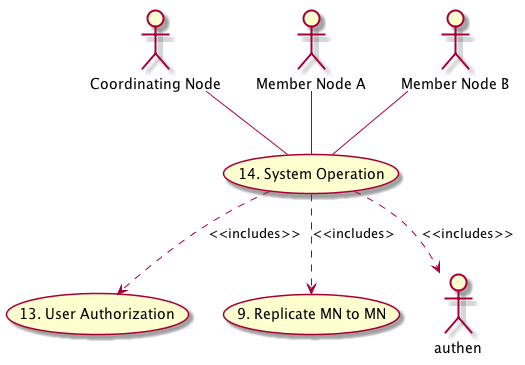 Coordinating Node
Member Node A
Member Node B
14. System Operation
<<includes>>
<<includes>
<<includes>>
13. User Authorization
9. Replicate MN to MN
authen